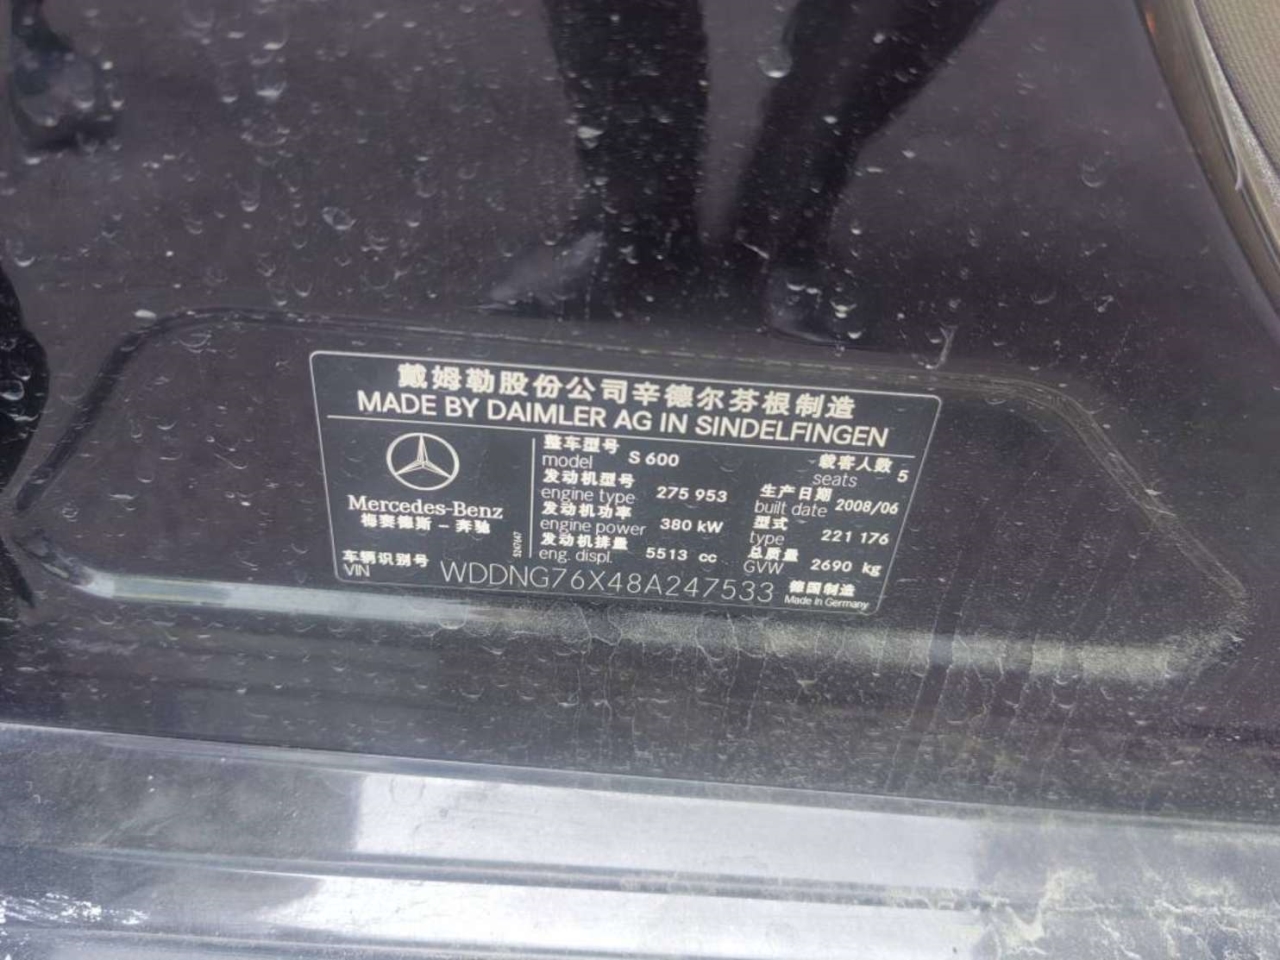 戴姆勒股份公司辛德尔芬根制造
MADE BY DAIMLER AG IN SINDELFINGEN
Mercedes-Benz
梅赛德斯－奔驰
整车型号
model S 600
载客人数
seats 5
发动机型号
engine type 275 953
生产日期
built date 2008/06
发动机功率
engine power 380 kW
型式
type 221 176
发动机排量
eng. displ. 5513 cc
总质量
GVW 2690 kg
车辆识别号
VIN WDDNG76X48A247533
德国制造
Made in Germany